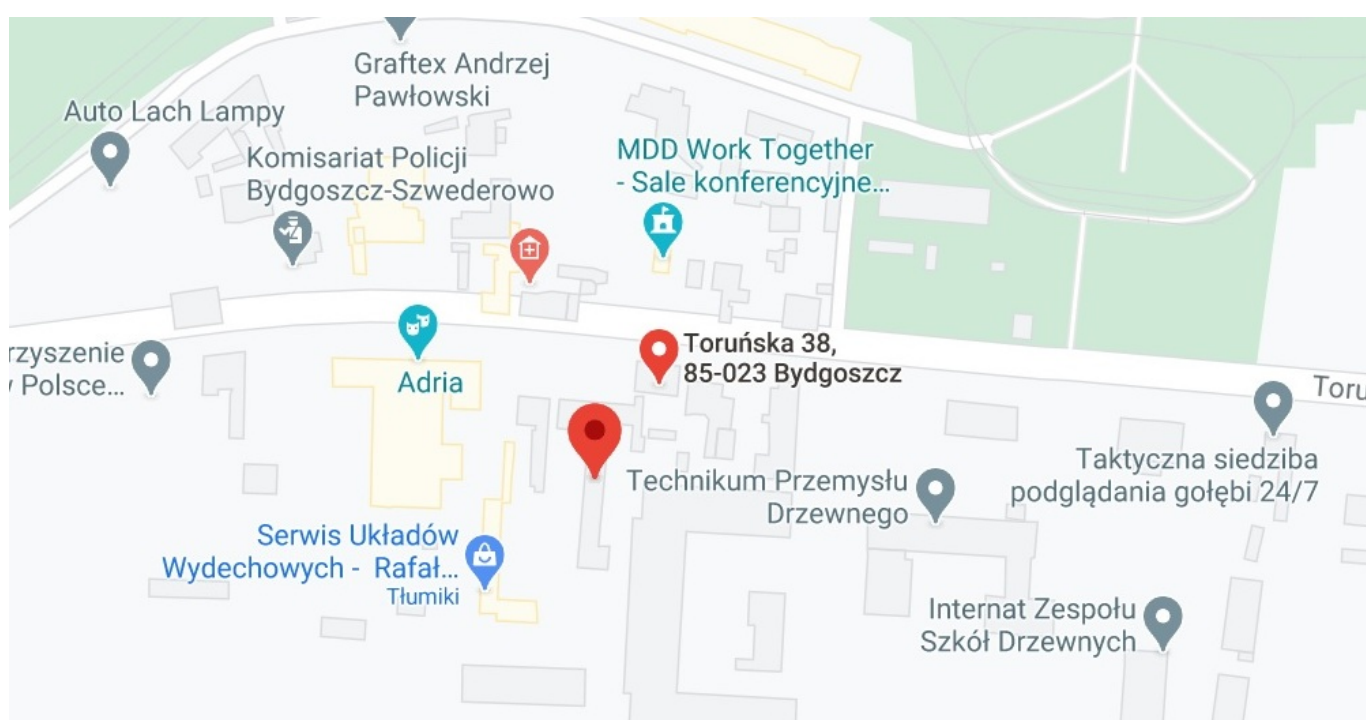 Graftex Andrzej
Pawłowski
Auto Lach Lampy
Komisariat Policji
Bydgoszcz-Szwederowo
MDD Work Together
- Sale konferencyjne...
rzyszenie
Polsce...
Adria
Toruńska 38,
85-023 Bydgoszcz
Toru
Taktyczna siedziba
podglądania gołębi 24/7
Technikum Przemysłu
Drzewnego
Serwis Układów
Wydechowych - Rafał...
Tłumiki
Internat Zespołu
Szkół Drzewnych